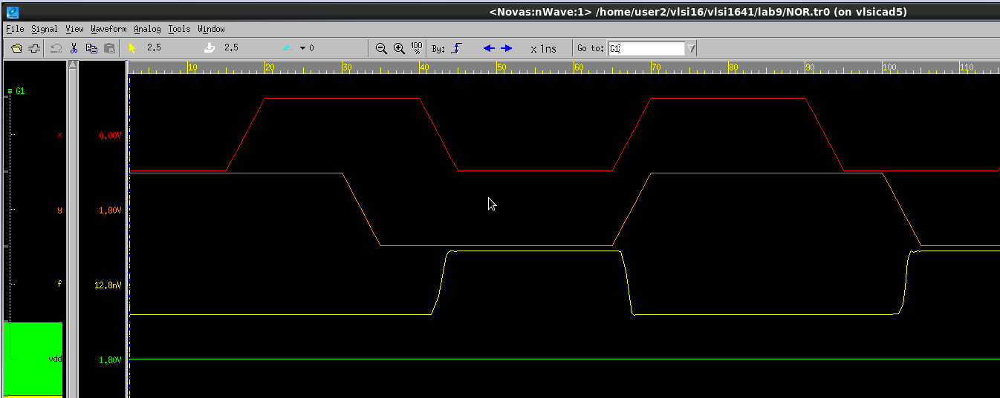 <Novas:nWave:1> /home/user2/vlsi16/vlsi1641/lab9/NOR.tr0 (on vlsicad5)
File Signal View Waveform Analog Tools Window
2.5 2.5 0 100% By: x 1ns Go to: G1
10 20 30 40 50 60 70 80 90 100 110
G1
x 0.00V
y 1.80V
f 12.8nV
vdd 1.80V